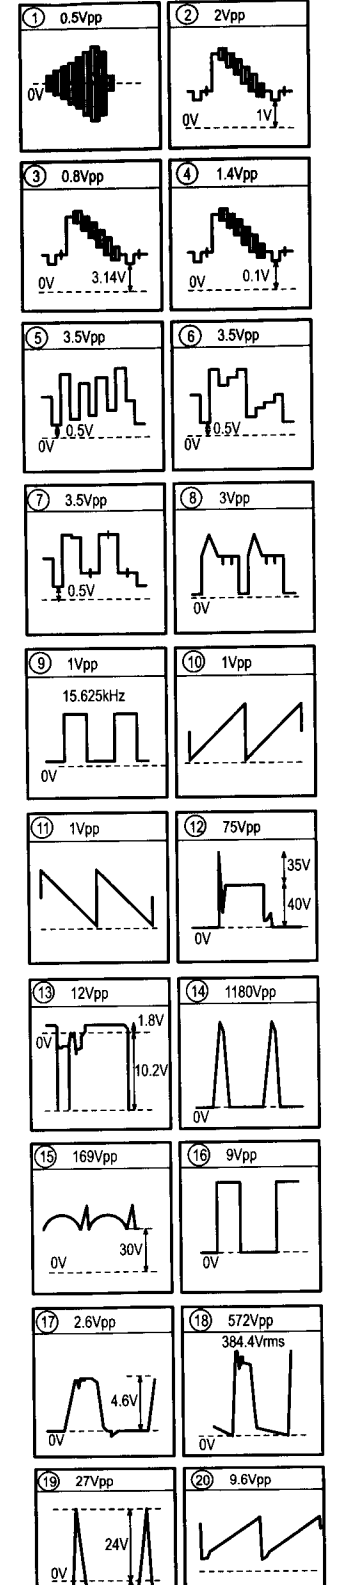 1 0.5Vpp
0V
2 2Vpp
0V 1V
3 0.8Vpp
0V 3.14V
4 1.4Vpp
0V 0.1V
5 3.5Vpp
0.5V
0V
6 3.5Vpp
0.5V
0V
7 3.5Vpp
0.5V
8 3Vpp
0V
9 1Vpp
15.625kHz
0V
10 1Vpp
11 1Vpp
12 75Vpp
35V
40V
0V
13 12Vpp
1.8V
0V
10.2V
14 1180Vpp
0V
15 169Vpp
30V
0V
16 9Vpp
0V
17 2.6Vpp
4.6V
0V
18 572Vpp
384.4Vrms
0V
19 27Vpp
24V
0V
20 9.6Vpp